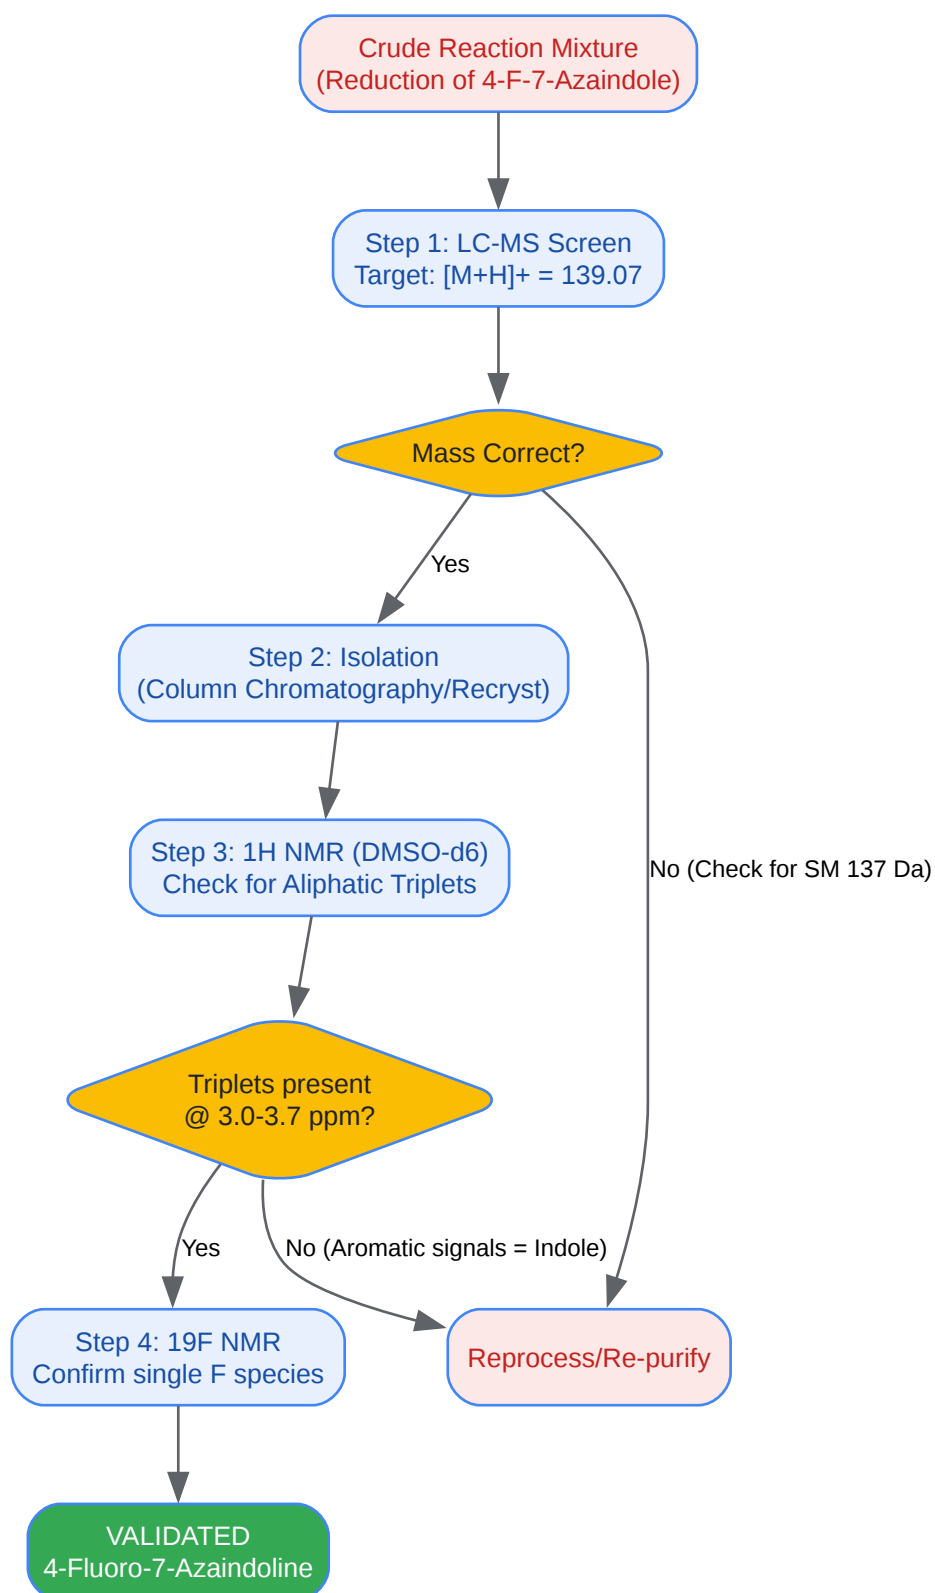 Crude Reaction Mixture
(Reduction of 4-F-7-Azaindole)
Step 1: LC-MS Screen
Target: [M+H]+ = 139.07
Mass Correct?
Yes
Step 2: Isolation
(Column Chromatography/Recryst)
Step 3: 1H NMR (DMSO-d6)
Check for Aliphatic Triplets
No (Check for SM 137 Da)
Triplets present
@ 3.0-3.7 ppm?
Yes
No (Aromatic signals = Indole)
Step 4: 19F NMR
Confirm single F species
Reprocess/Re-purify
VALIDATED
4-Fluoro-7-Azaindoline